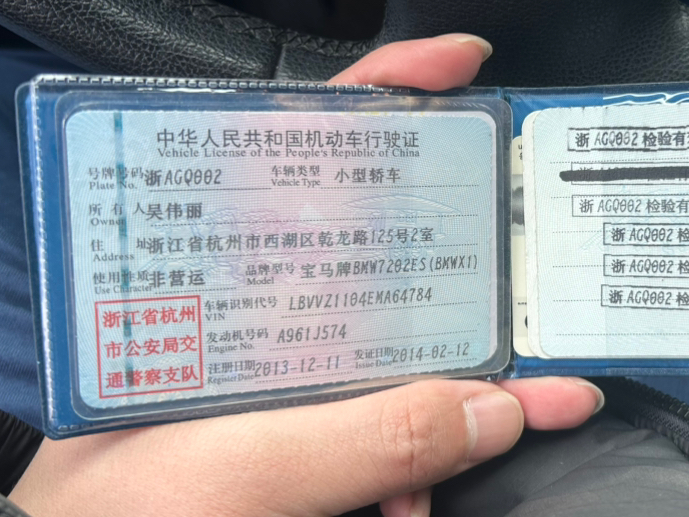 中华人民共和国机动车行驶证
Vehicle License of the People's Republic of China
号牌号码 浙AGQ002 车辆类型 小型轿车
Plate No. Vehicle Type
所有人 吴伟丽
Owner
住址 浙江省杭州市西湖区乾龙路125号2室
Address
使用性质 非营运 品牌型号 宝马牌BMW7202ES(BMWX1)
Use Character Model
浙江省杭州
市公安局交
通警察支队
车辆识别代号 LBVVZ1104EMA64784
VIN
发动机号码 A961J574
Engine No.
注册日期 2013-12-11 发证日期 2014-02-12
Register Date Issue Date
浙AGQ002 检验有
浙AGQ002 检验有
浙AGQ002 检验
浙AGQ002 检验
浙AGQ002 检验